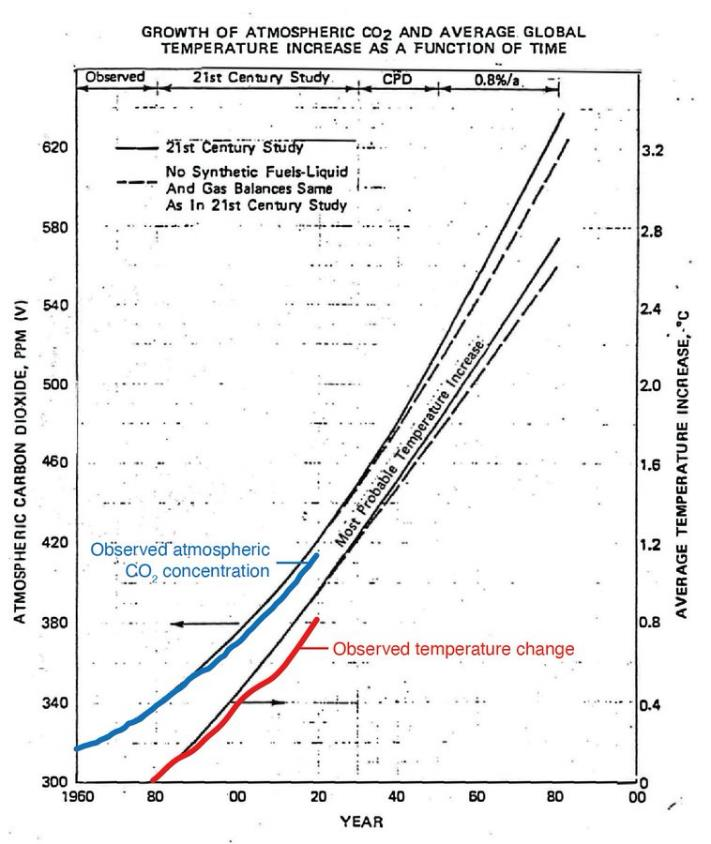 GROWTH OF ATMOSPHERIC CO2 AND AVERAGE GLOBAL
TEMPERATURE INCREASE AS A FUNCTION OF TIME
Observed
21st Century Study
CPD
0.8%/a
21st Century Study
No Synthetic Fuels-Liquid
And Gas Balances Same
As In 21st Century Study
ATMOSPHERIC CARBON DIOXIDE, PPM (V)
620
580
540
500
460
420
380
340
300
3.2
2.8
2.4
2.0
1.6
1.2
0.8
0.4
0
AVERAGE TEMPERATURE INCREASE, °C
Most Probable Temperature Increase
Observed atmospheric
CO2 concentration
Observed temperature change
1960
80
00
20
40
60
80
00
YEAR